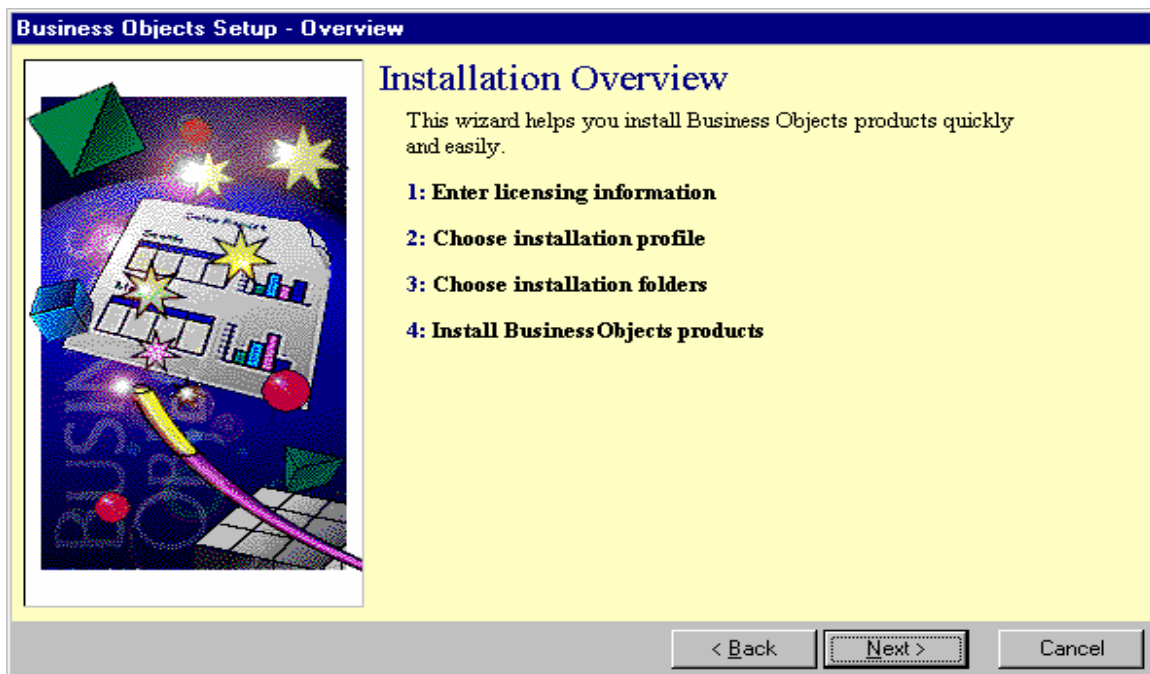 Business Objects Setup - Overview
Installation Overview
This wizard helps you install Business Objects products quickly
and easily.
1: Enter licensing information
2: Choose installation profile
3: Choose installation folders
4: Install BusinessObjects products
BUSIN
< Back
Next >
Cancel